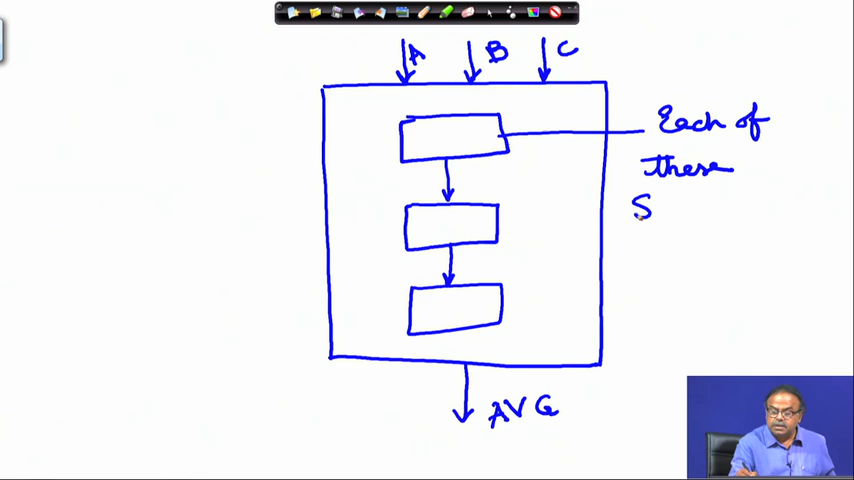 A B C
Each of
these
S
AVG